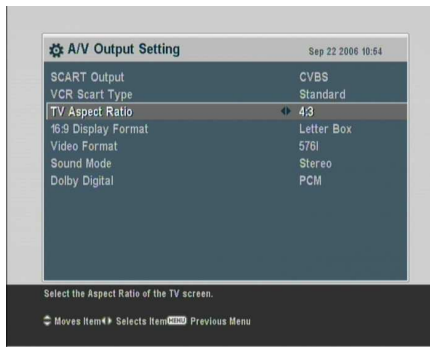 A/V Output Setting Sep 22 2006 10:54
SCART Output CVBS
VCR Scart Type Standard
TV Aspect Ratio 4:3
16:9 Display Format Letter Box
Video Format 576I
Sound Mode Stereo
Dolby Digital PCM
Select the Aspect Ratio of the TV screen.
Moves Item Selects Item MENU Previous Menu